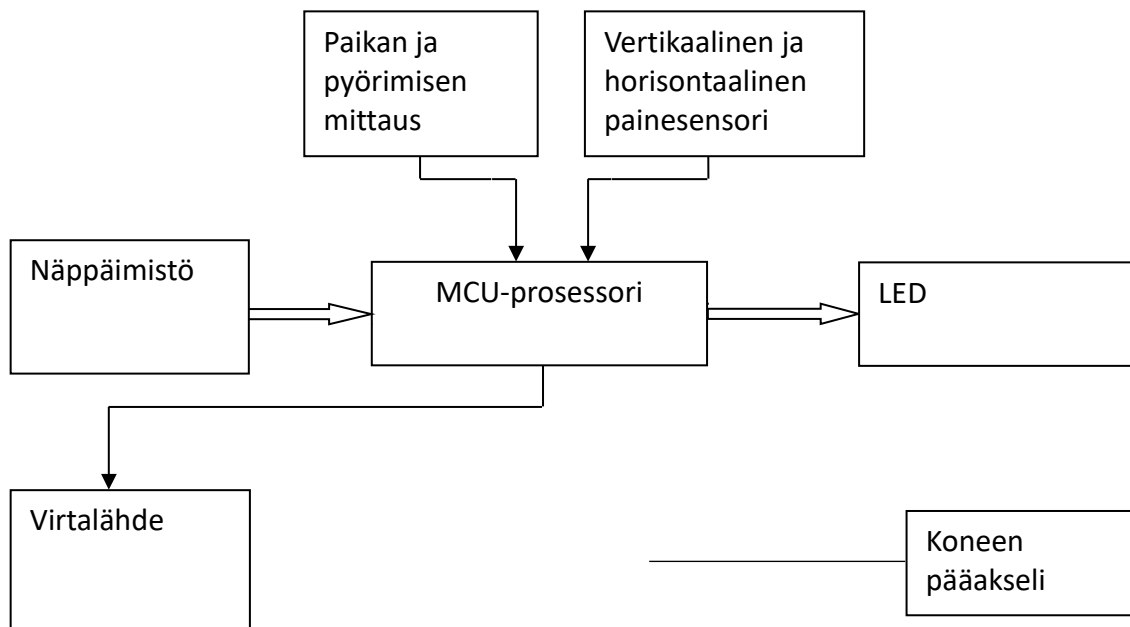 Paikan ja
pyörimisen
mittaus
Vertikaalinen ja
horisontaalinen
painesensori
Näppäimistö
MCU-prosessori
LED
Virtalähde
Koneen
pääakseli